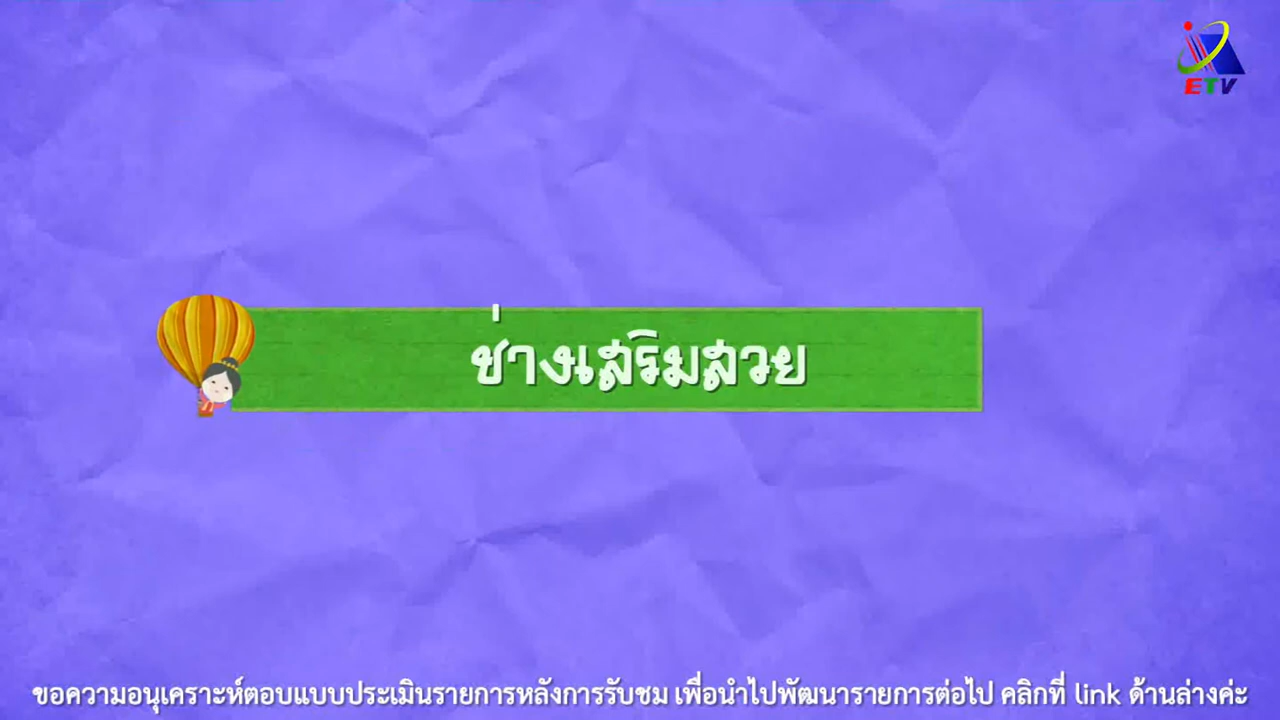 ETV
ช่างเสริมสวย
ขอความอนุเคราะห์ตอบแบบประเมินรายการหลังการรับชม เพื่อนำไปพัฒนารายการต่อไป คลิกที่ link ด้านล่างค่ะ